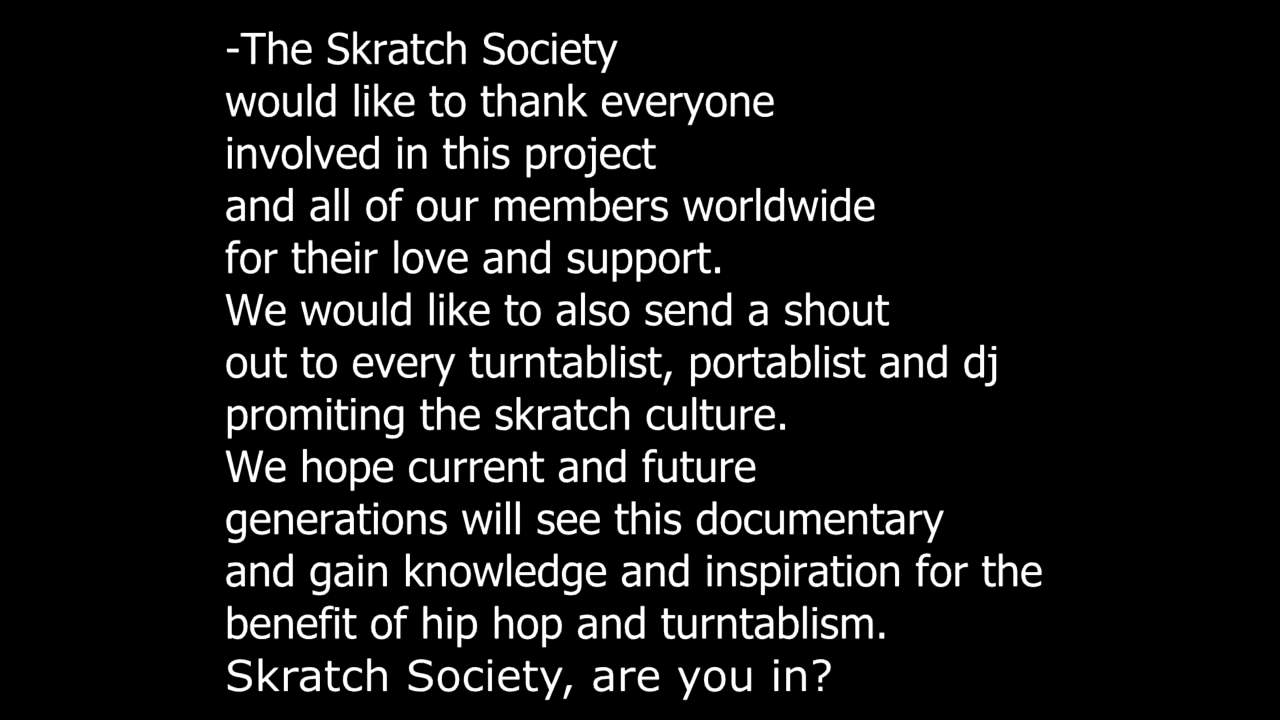 -The Skratch Society
would like to thank everyone
involved in this project
and all of our members worldwide
for their love and support.
We would like to also send a shout
out to every turntablist, portablist and dj
promiting the skratch culture.
We hope current and future
generations will see this documentary
and gain knowledge and inspiration for the
benefit of hip hop and turntablism.
Skratch Society, are you in?